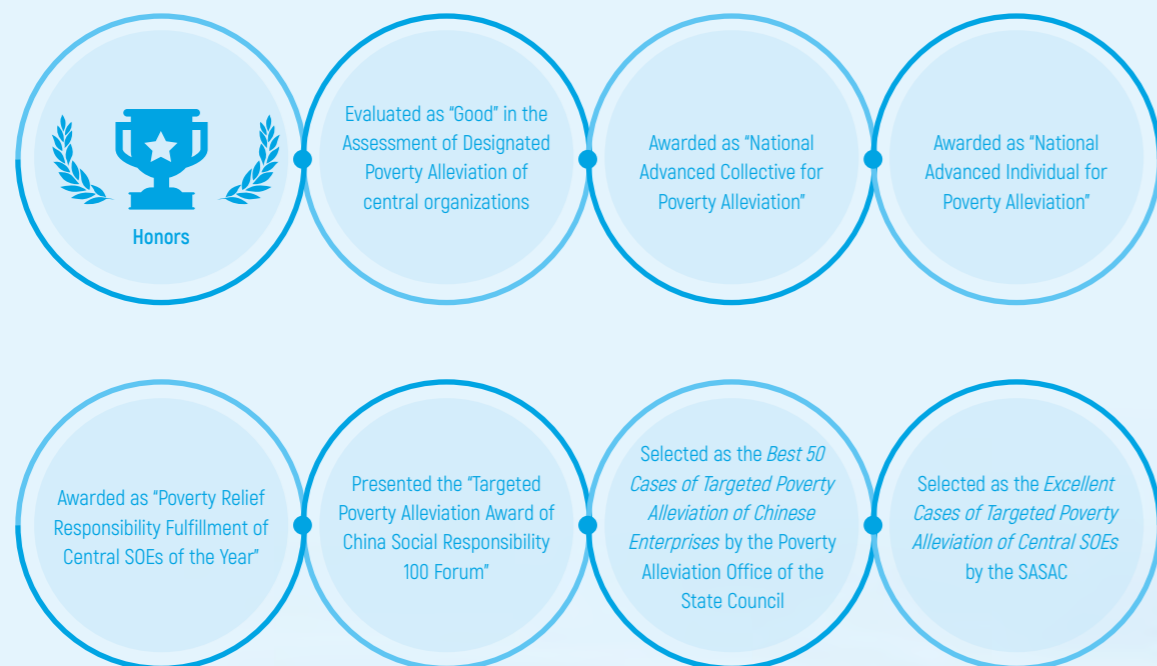 Honors
Evaluated as “Good” in the
Assessment of Designated
Poverty Alleviation of
central organizations
Awarded as “National
Advanced Collective for
Poverty Alleviation”
Awarded as “National
Advanced Individual for
Poverty Alleviation”
Awarded as “Poverty Relief
Responsibility Fulfillment of
Central SOEs of the Year”
Presented the “Targeted
Poverty Alleviation Award of
China Social Responsibility
100 Forum”
Selected as the Best 50
Cases of Targeted Poverty
Alleviation of Chinese
Enterprises by the Poverty
Alleviation Office of the
State Council
Selected as the Excellent
Cases of Targeted Poverty
Alleviation of Central SOEs
by the SASAC